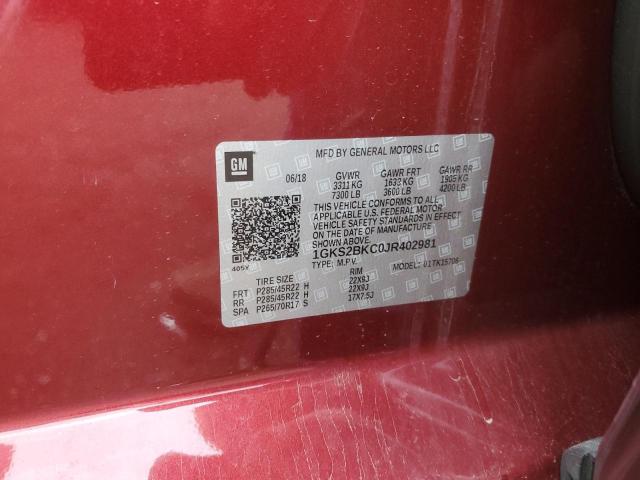 GM
MFD BY GENERAL MOTORS LLC
06/18 GVWR GAWR FRT GAWR RR
3311 KG 1633 KG 1905 KG
7300 LB 3600 LB 4200 LB
THIS VEHICLE CONFORMS TO ALL
APPLICABLE U.S. FEDERAL MOTOR
VEHICLE SAFETY STANDARDS IN EFFECT
ON THE DATE OF MANUFACTURE SHOWN ABOVE
1GKS2BKC0JR402981
405Y TYPE: M.P.V. MODEL: 01TK15706
TIRE SIZE RIM
FRT P285/45R22 H 22X9J
RR P285/45R22 H 22X9J
SPA P265/70R17 S 17X7.5J